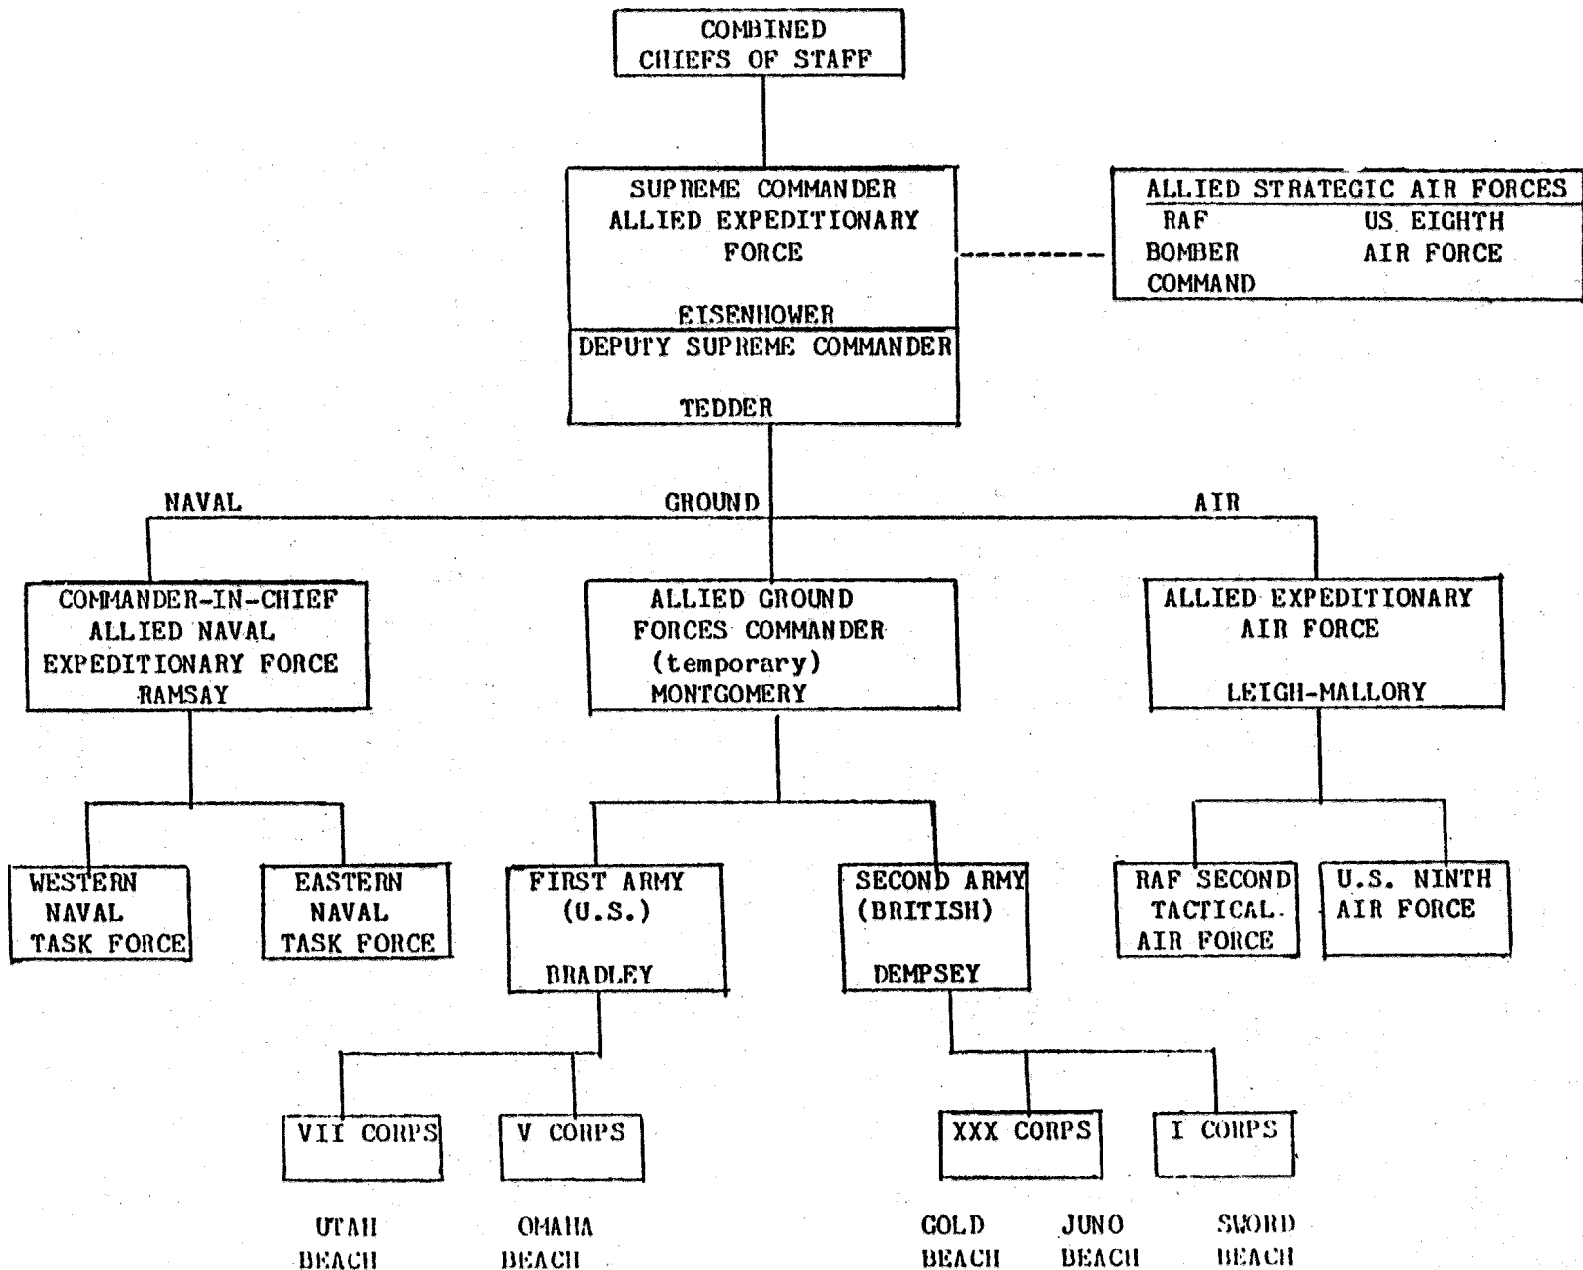 COMBINED
CHIEFS OF STAFF
SUPREME COMMANDER
ALLIED EXPEDITIONARY
FORCE
EISENHOWER
DEPUTY SUPREME COMMANDER
TEDDER
ALLIED STRATEGIC AIR FORCES
RAF
BOMBER
COMMAND
US EIGHTH
AIR FORCE
NAVAL
GROUND
AIR
COMMANDER-IN-CHIEF
ALLIED NAVAL
EXPEDITIONARY FORCE
RAMSAY
ALLIED GROUND
FORCES COMMANDER
(temporary)
MONTGOMERY
ALLIED EXPEDITIONARY
AIR FORCE
LEIGH-MALLORY
WESTERN
NAVAL
TASK FORCE
EASTERN
NAVAL
TASK FORCE
FIRST ARMY
(U.S.)
BRADLEY
SECOND ARMY
(BRITISH)
DEMPSEY
RAF SECOND
TACTICAL
AIR FORCE
U.S. NINTH
AIR FORCE
VII CORPS
V CORPS
XXX CORPS
I CORPS
UTAH
BEACH
OMAHA
BEACH
GOLD
BEACH
JUNO
BEACH
SWORD
BEACH